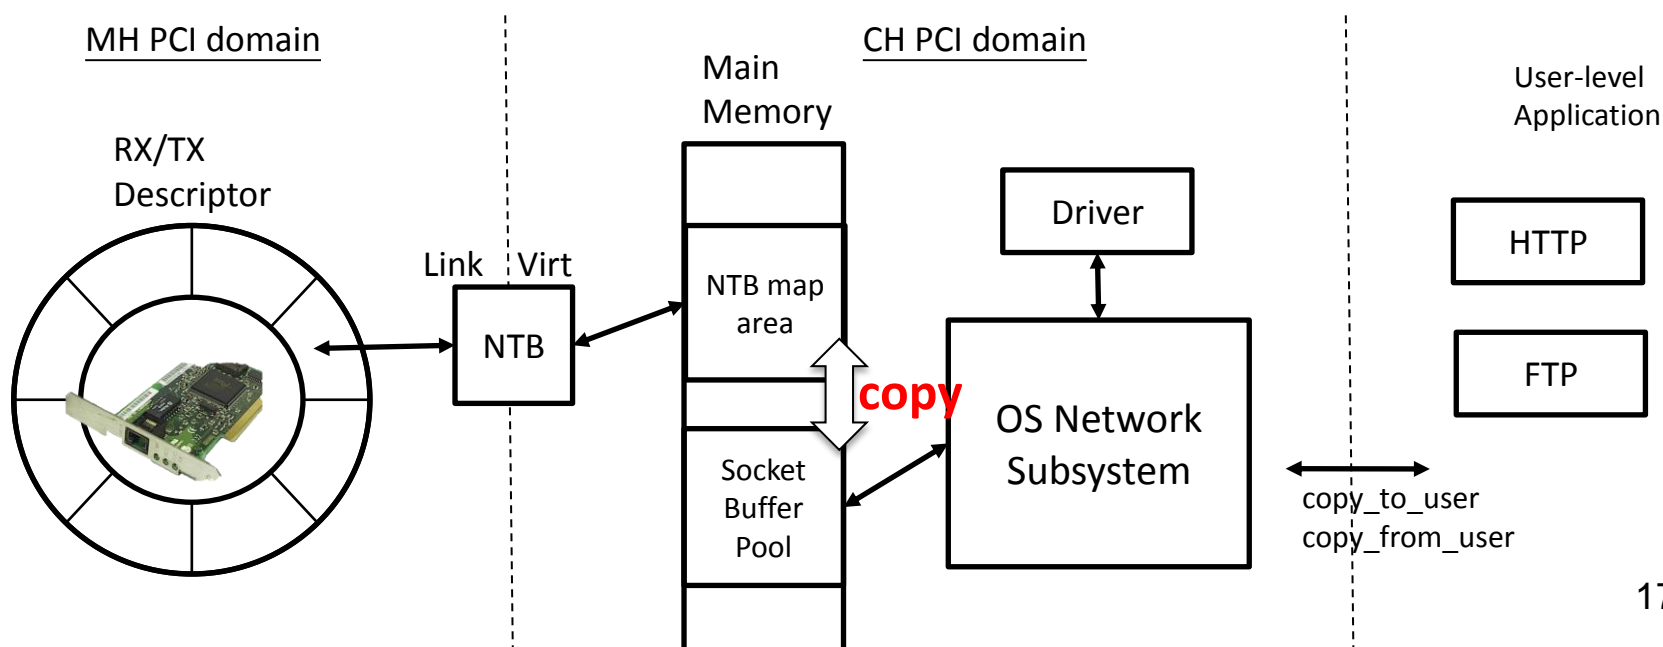 MH PCI domain
CH PCI domain
Main
Memory
User-level
Application
RX/TX
Descriptor
Driver
HTTP
Link
Virt
NTB map
area
NTB
copy
FTP
OS Network
Subsystem
Socket
Buffer
Pool
copy_to_user
copy_from_user
17